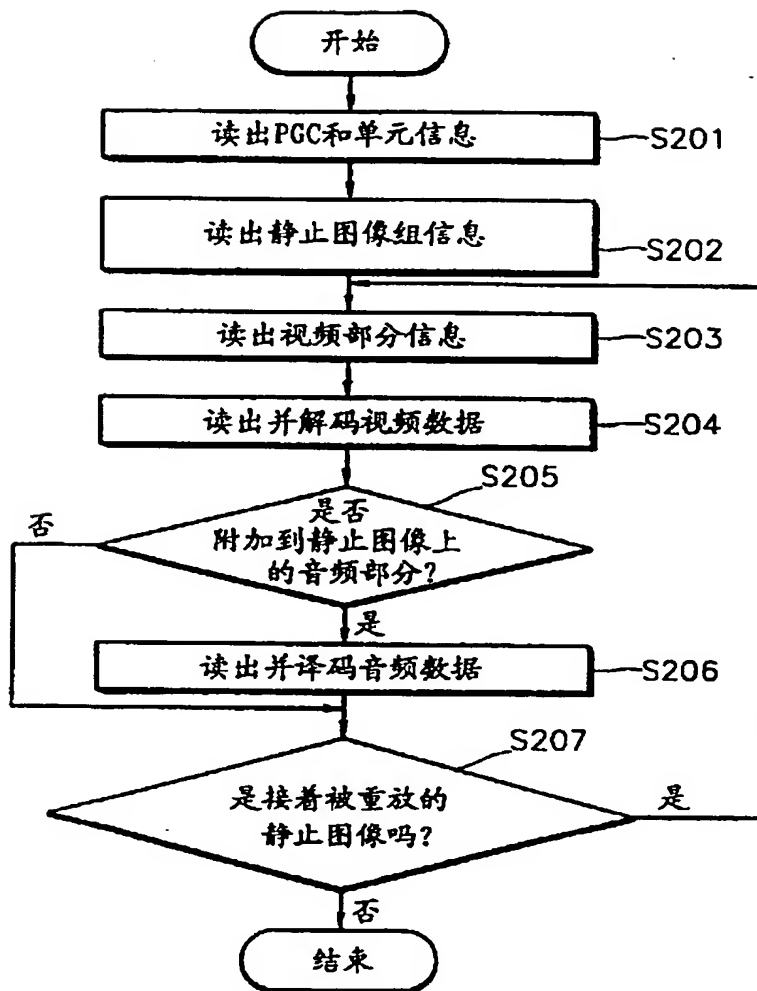 开始
读出PGC和单元信息
S201
读出静止图像组信息
S202
读出视频部分信息
S203
读出并解码视频数据
S204
S205
是否
附加到静止图像上
的音频部分?
否
是
读出并译码音频数据
S206
S207
是接着被重放的
静止图像吗?
是
否
结束